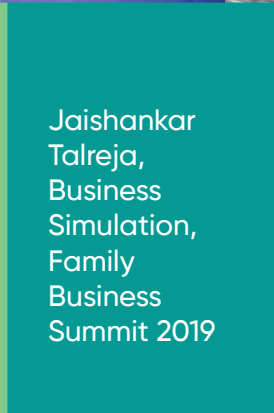 Jaishankar
Talreja,
Business
Simulation,
Family
Business
Summit 2019